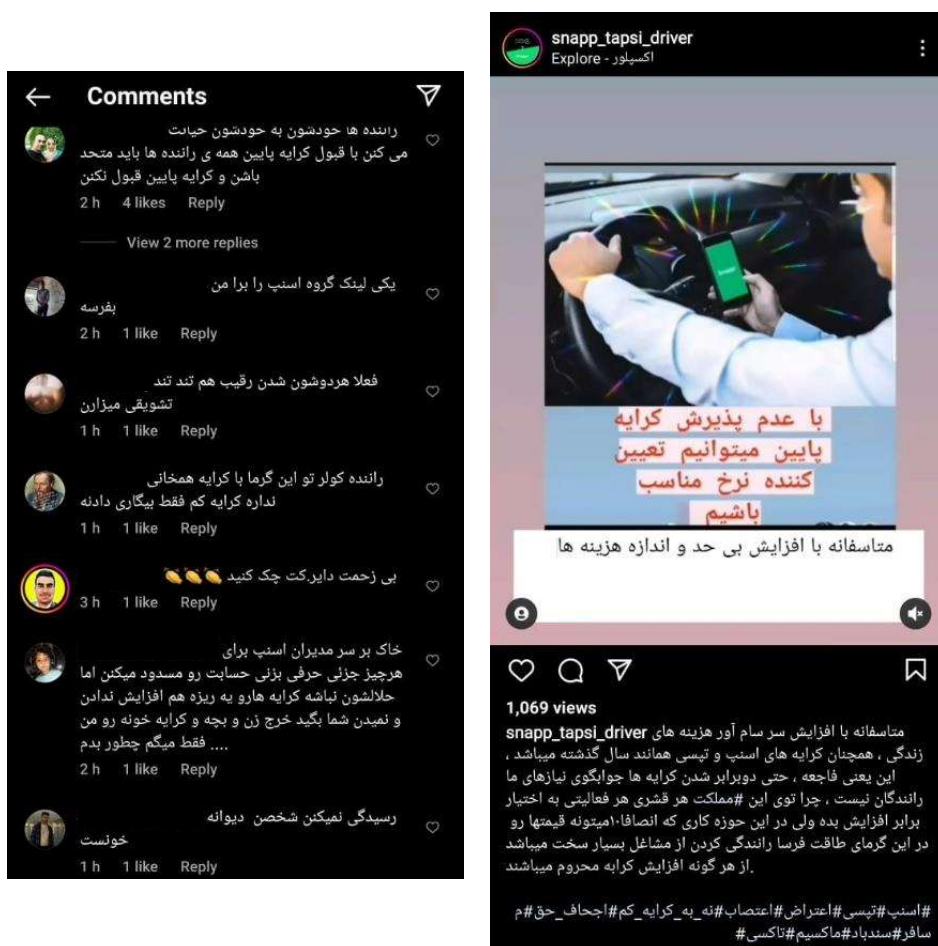 Comments
راننده ها خودشون به خودشون خیانت
می کنن با قبول کرایه پایین همه ی راننده ها باید متحد
باشن و کرایه پایین قبول نکنن
2 h 4 likes Reply
View 2 more replies
یکی لینک گروه اسنپ را برا من
بفرسه
2 h 1 like Reply
فعلا هردوشون شدن رقیب هم تند تند
تشویقی میزارن
1 h 1 like Reply
راننده کولر تو این گرما با کرایه همخانی
نداره کرایه کم فقط بیگاری دادنه
1 h 1 like Reply
بی زحمت دایر.کت چک کنید 👏👏👏
3 h 1 like Reply
خاک بر سر مدیران اسنپ برای
هرچیز جزئی حرفی بزنی حسابت رو مسدود میکنن اما
حلالشون نباشه کرایه هارو یه ریزه هم افزایش ندادن
و نمیدن شما بگید خرج زن و بچه و کرایه خونه رو من
فقط میگم چطور بدم ....
2 h 1 like Reply
رسیدگی نمیکنن شخصن دیوانه
خونست
1 h 1 like Reply
snapp_tapsi_driver
Explore - اکسپلور
با عدم پذیرش کرایه
پایین میتوانیم تعیین
کننده نرخ مناسب
باشیم
متاسفانه با افزایش بی حد و اندازه هزینه ها
1,069 views
snapp_tapsi_driver متاسفانه با افزایش سر سام آور هزینه های
زندگی ، همچنان کرایه های اسنپ و تپسی همانند سال گذشته میباشد ،
این یعنی فاجعه ، حتی دوبرابر شدن کرایه ها جوابگوی نیازهای ما
رانندگان نیست ، چرا توی این #مملکت هر قشری هر فعالیتی به اختیار
میتونه قیمتها رو ۱۰برابر افزایش بده ولی در این حوزه کاری که انصافا
در این گرمای طاقت فرسا رانندگی کردن از مشاغل بسیار سخت میباشد
از هر گونه افزایش کرابه محروم میباشند.
#اسنپ#تپسی#اعتراض#اعتصاب#نه_به_کرایه_کم#اجحاف_حق#م
سافر#سندباد#ماکسیم#تاکسی#